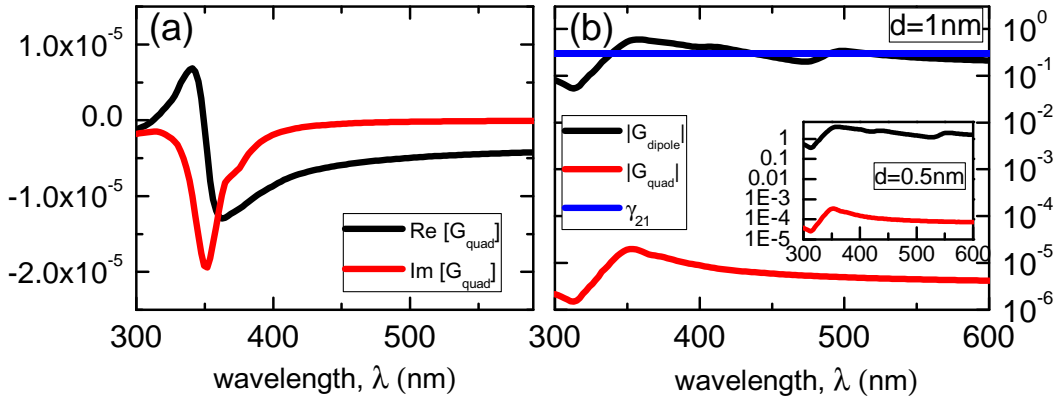 (a)
1.0x10⁻⁵
0.0
-1.0x10⁻⁵
-2.0x10⁻⁵
300 400 500
wavelength, λ (nm)
Re [G_quad]
Im [G_quad]
(b)
d=1nm
10⁰
10⁻¹
10⁻²
10⁻³
10⁻⁴
10⁻⁵
10⁻⁶
|G_dipole|
|G_quad|
γ₂₁
1
0.1
0.01
1E-3
1E-4
1E-5
d=0.5nm
300 400 500 600
300 400 500 600
wavelength, λ (nm)